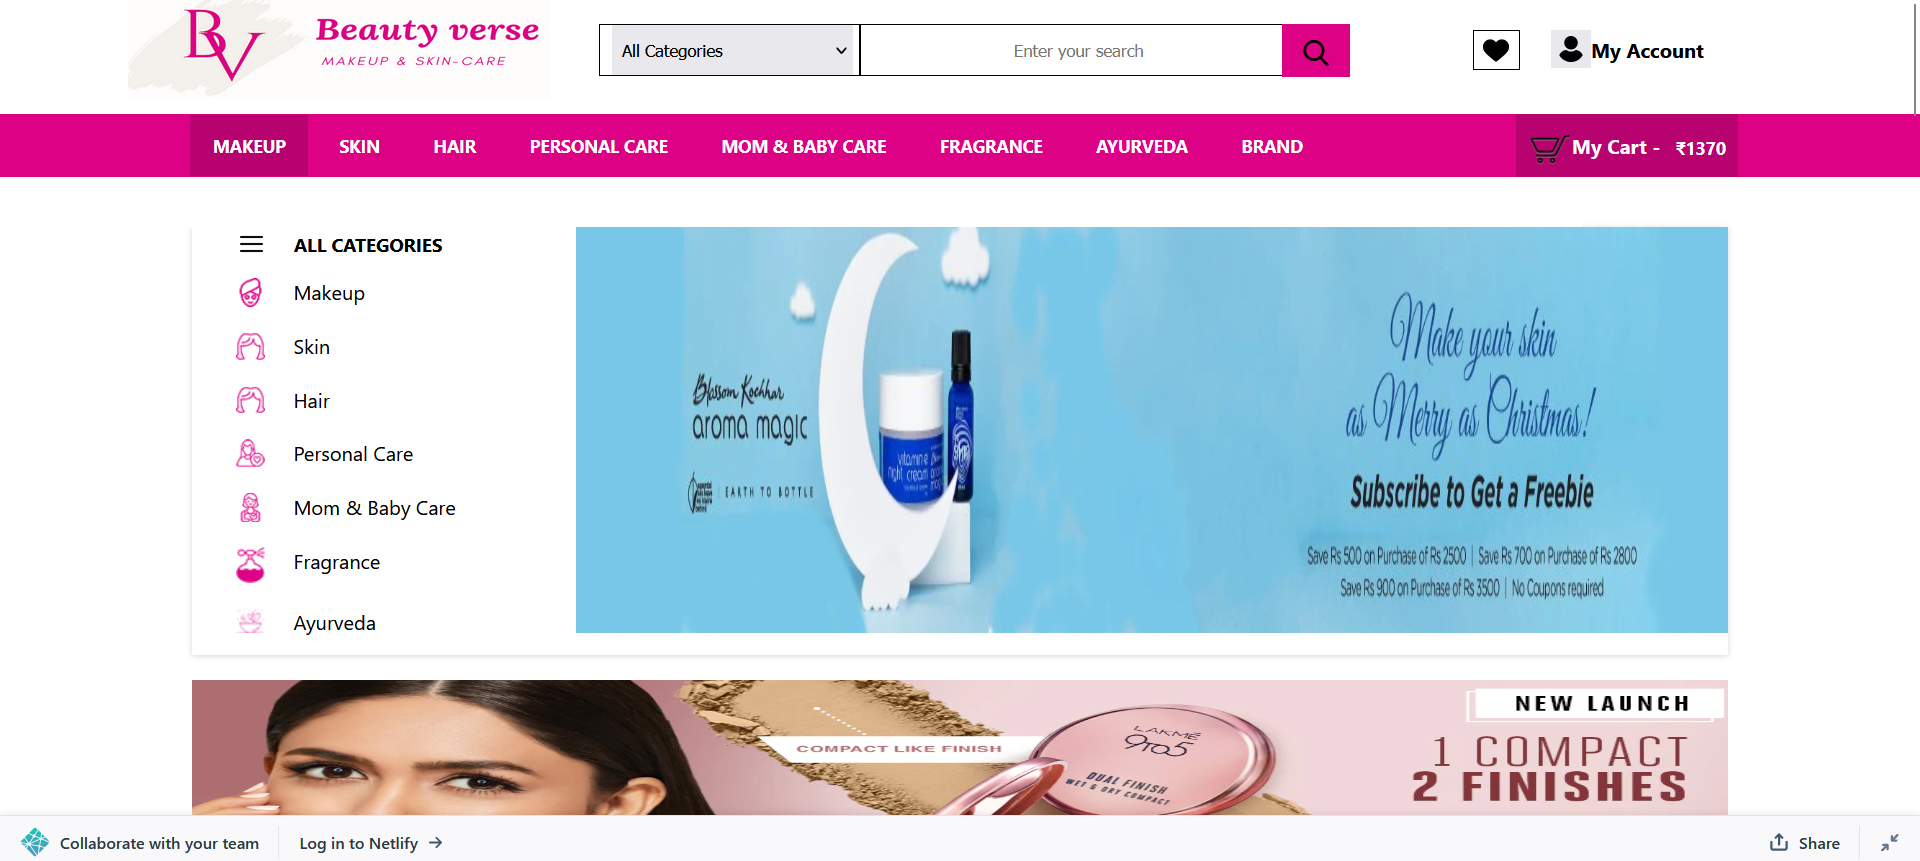 BV
Beauty verse
MAKEUP & SKIN-CARE
All Categories
Enter your search
My Account
MAKEUP SKIN HAIR PERSONAL CARE MOM & BABY CARE FRAGRANCE AYURVEDA BRAND
My Cart - ₹1370
ALL CATEGORIES
Makeup
Skin
Hair
Personal Care
Mom & Baby Care
Fragrance
Ayurveda
Blossom Kochhar
aroma magic
EARTH TO BOTTLE
vitamin e
night cream
Make your skin
as Merry as Christmas!
Subscribe to Get a Freebie
Save Rs 500 on Purchase of Rs 2500 | Save Rs 700 on Purchase of Rs 2800
Save Rs 900 on Purchase of Rs 3500 | No Coupons required
COMPACT LIKE FINISH
LAKMÉ
9to5
DUAL FINISH
WET & DRY COMPACT
NEW LAUNCH
1 COMPACT
2 FINISHES
Collaborate with your team
Log in to Netlify →
Share